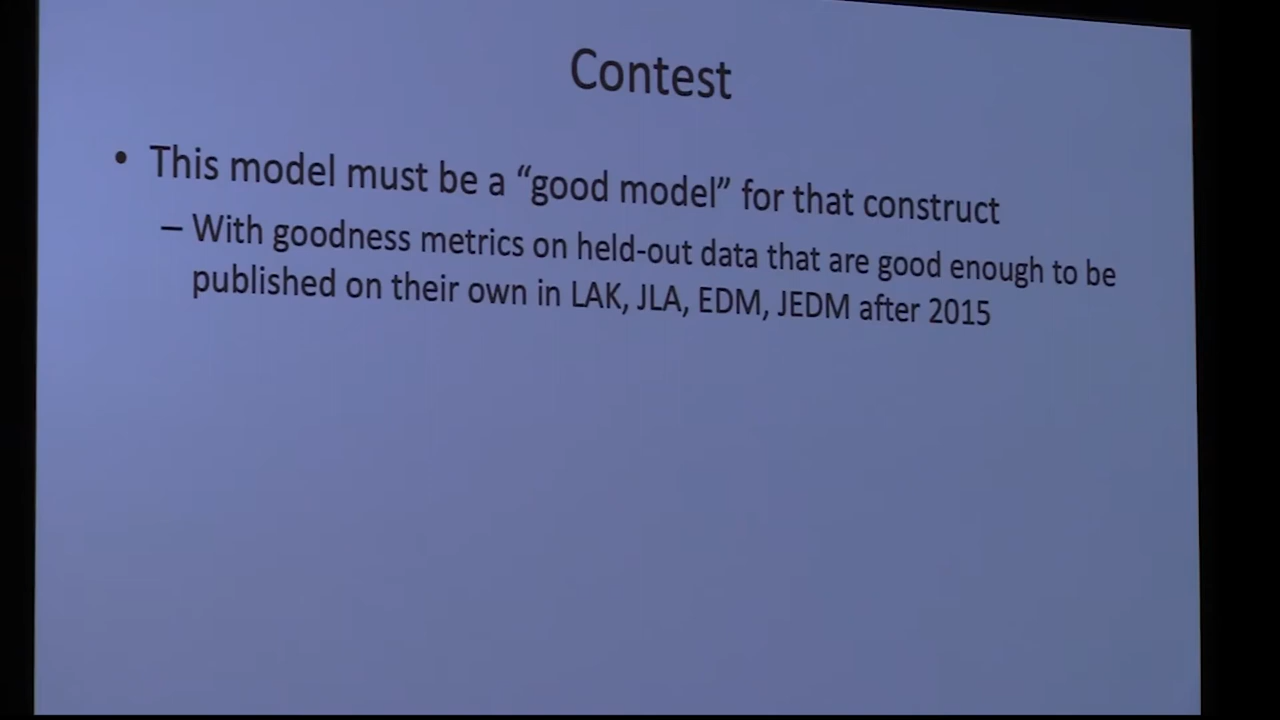 Contest
• This model must be a “good model” for that construct
– With goodness metrics on held-out data that are good enough to be
published on their own in LAK, JLA, EDM, JEDM after 2015